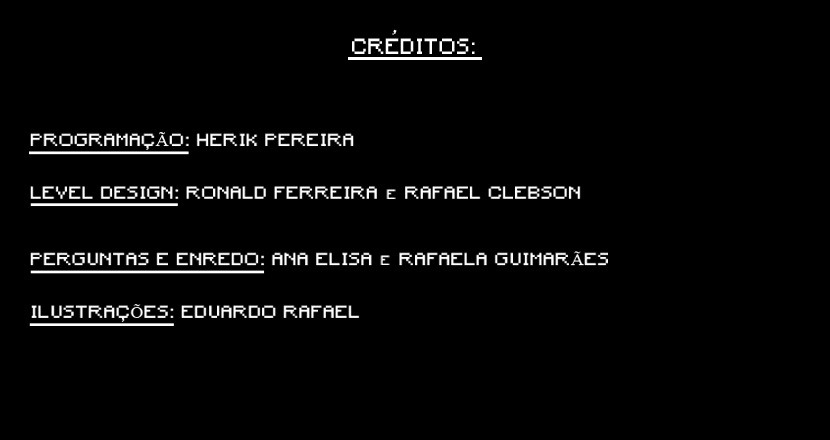 CRÉDITOS:
PROGRAMAÇÃO: HERIK PEREIRA
LEVEL DESIGN: RONALD FERREIRA E RAFAEL CLEBSON
PERGUNTAS E ENREDO: ANA ELISA E RAFAELA GUIMARÃES
ILUSTRAÇÕES: EDUARDO RAFAEL